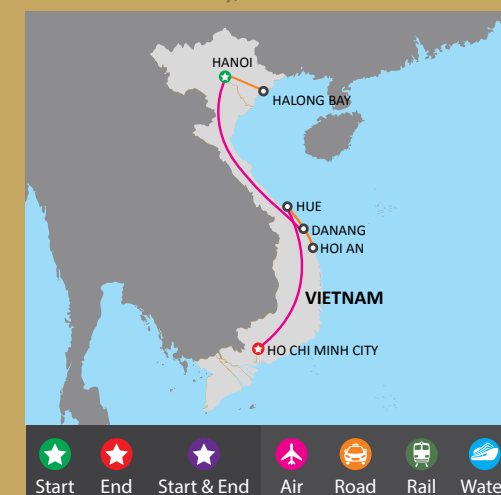 HANOI
HALONG BAY
HUE
DANANG
HOI AN
VIETNAM
HO CHI MINH CITY
Start End Start & End Air Road Rail Wate